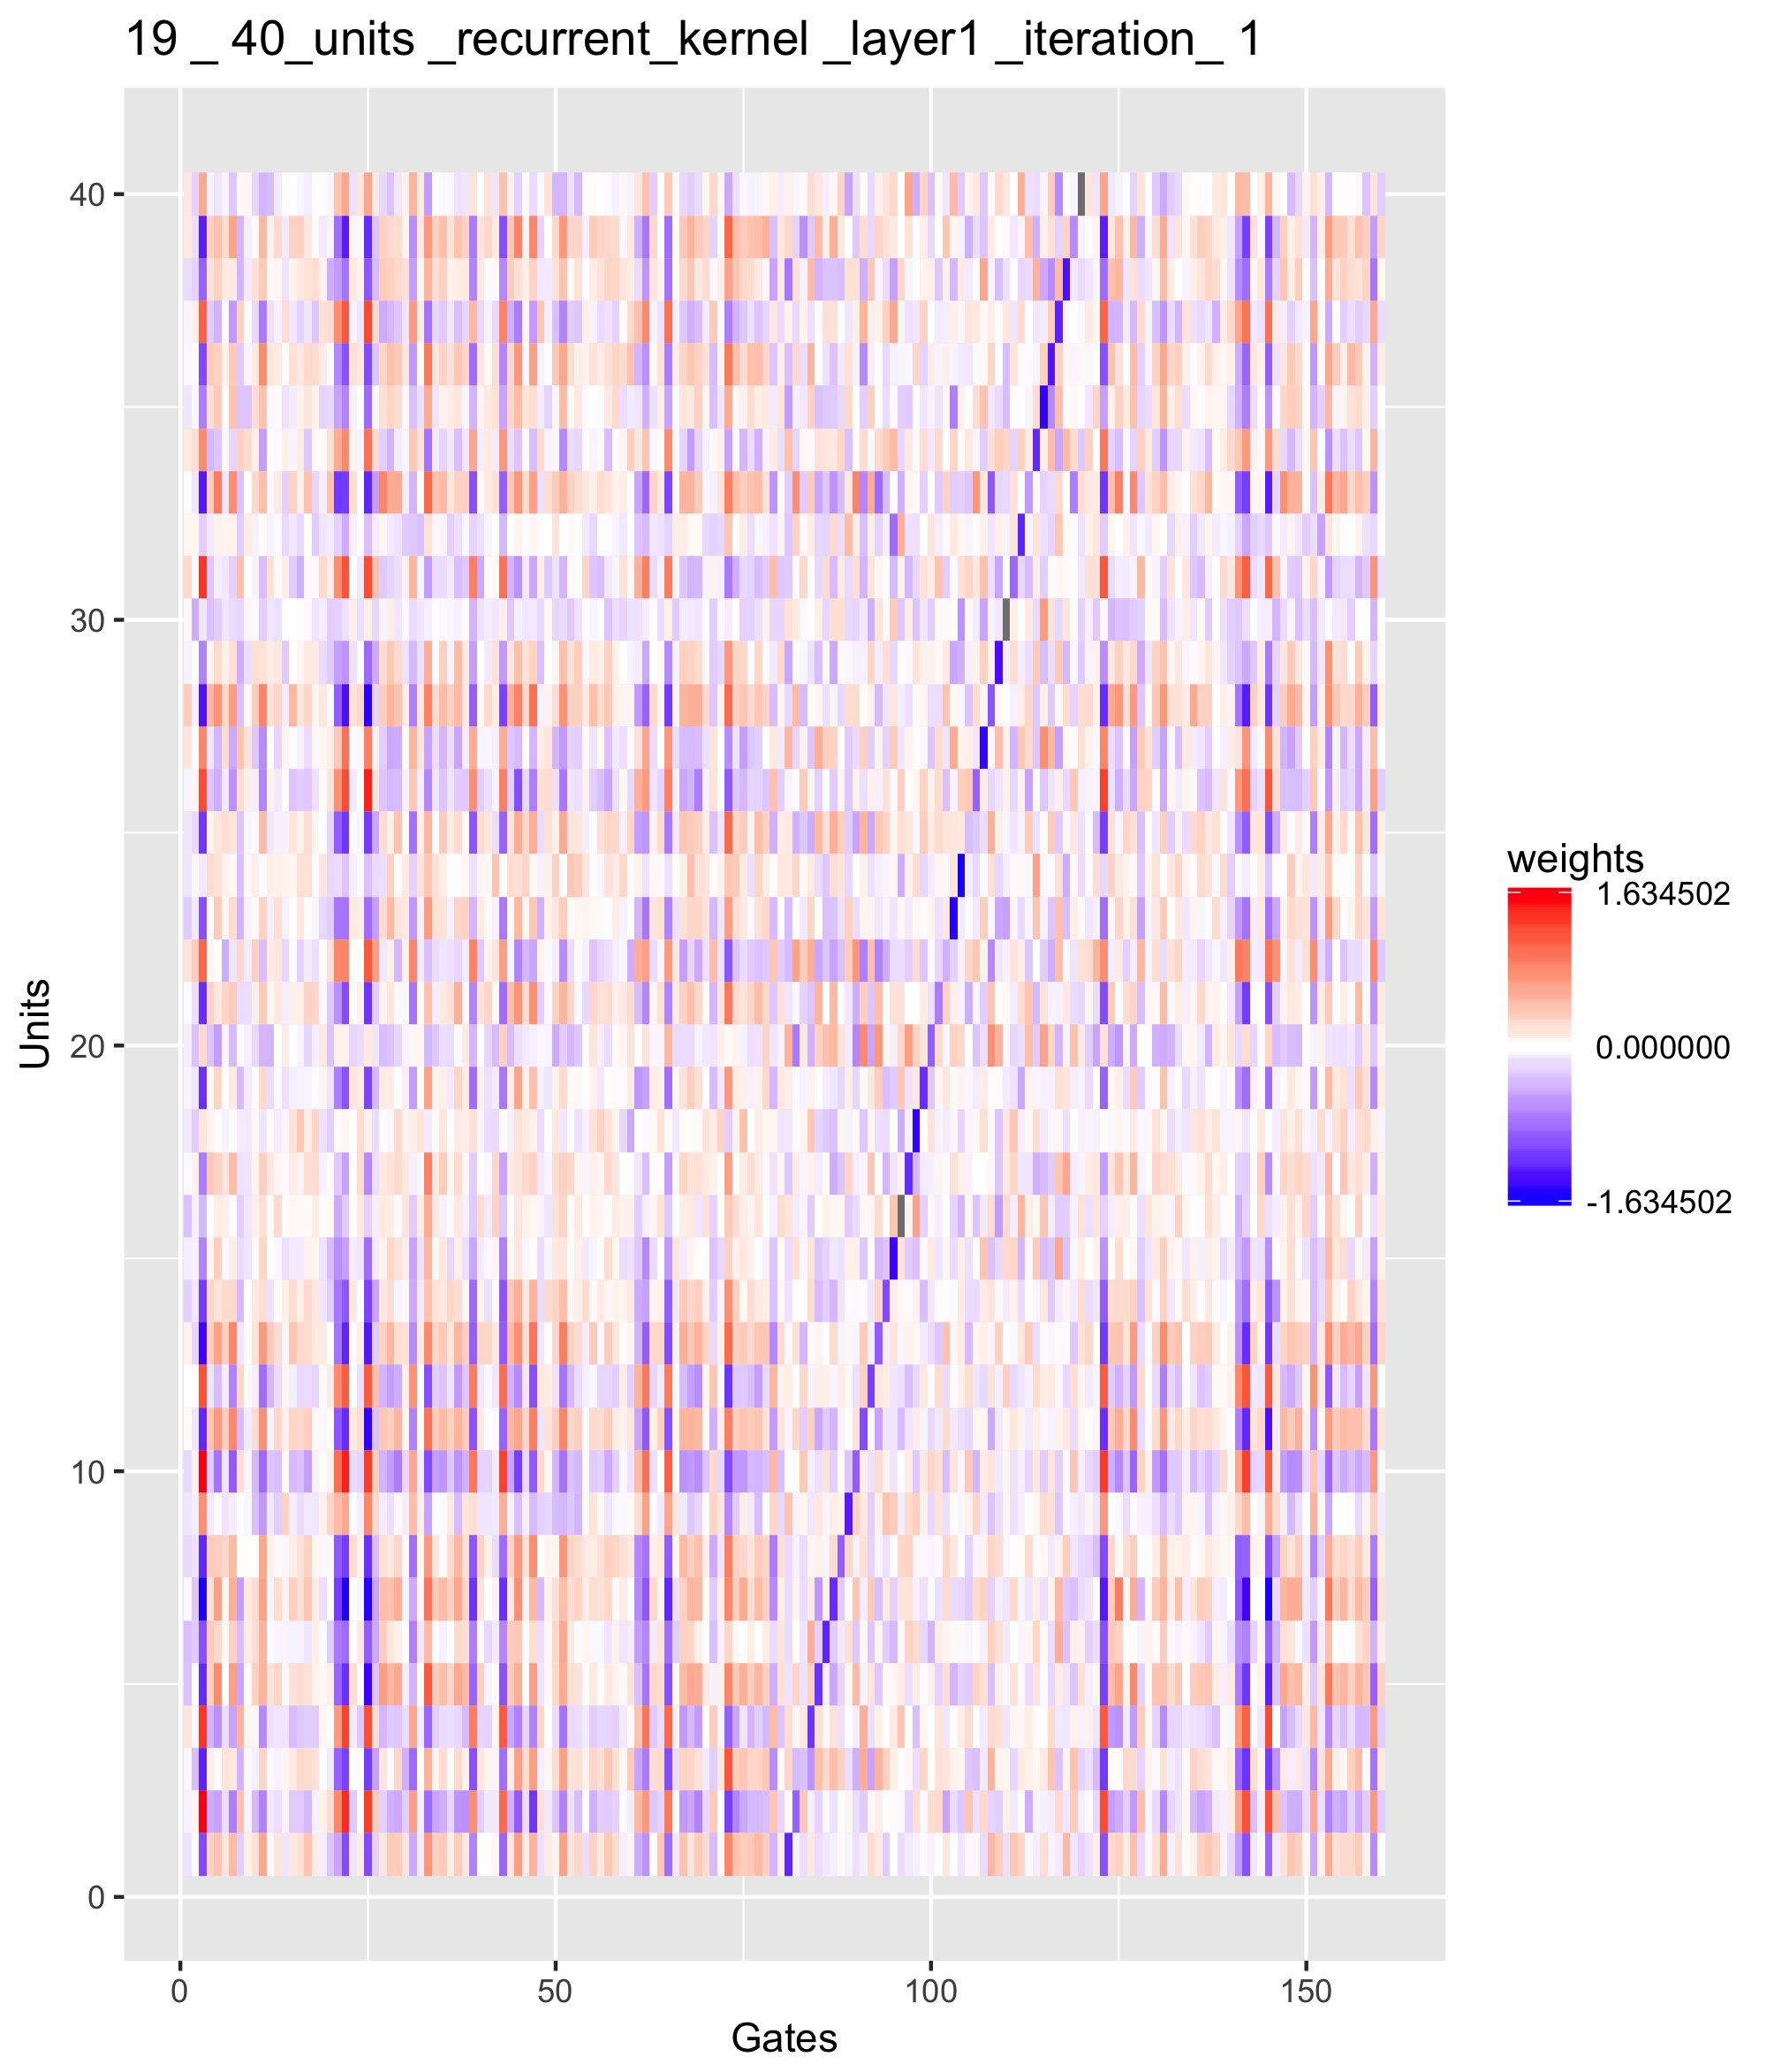 19 _ 40_units _recurrent_kernel _layer1 _iteration_ 1
40
30
20
10
0
Units
0 50 100 150
Gates
weights
1.634502
0.000000
-1.634502